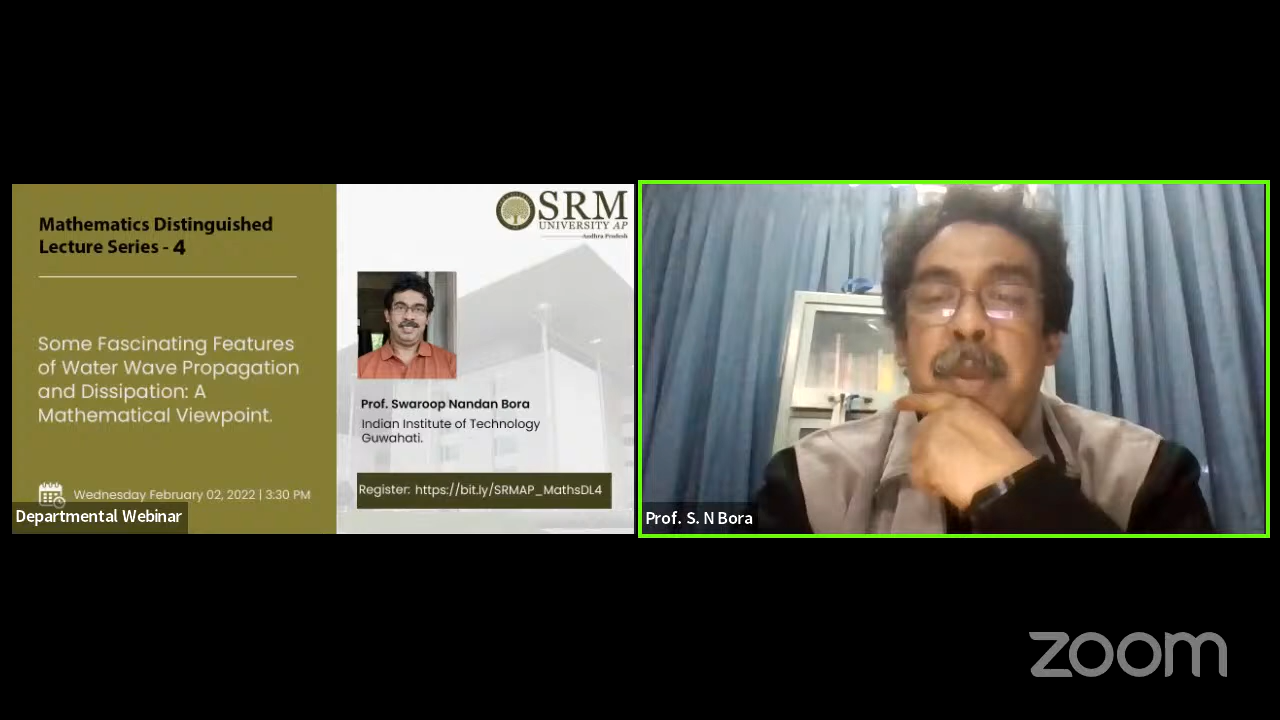 Mathematics Distinguished
Lecture Series - 4
Some Fascinating Features
of Water Wave Propagation
and Dissipation: A
Mathematical Viewpoint.
Wednesday February 02, 2022 | 3:30 PM
Departmental Webinar
SRM
UNIVERSITY AP
Andhra Pradesh
Prof. Swaroop Nandan Bora
Indian Institute of Technology
Guwahati.
Register: https://bit.ly/SRMAP_MathsDL4
Prof. S. N Bora
zoom